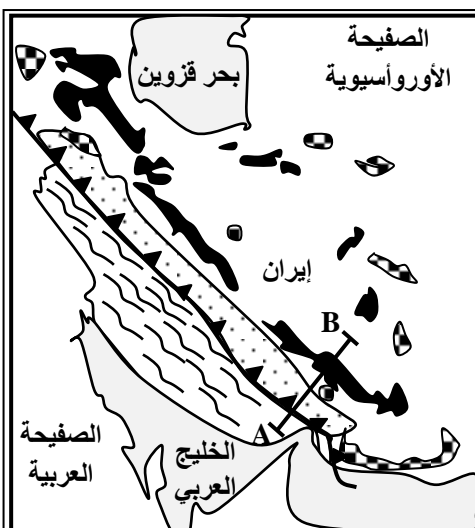 الصفيحة
الأوروأسيوية
بحر قزوين
إيران
B
A
الصفيحة
العربية
الخليج
العربي